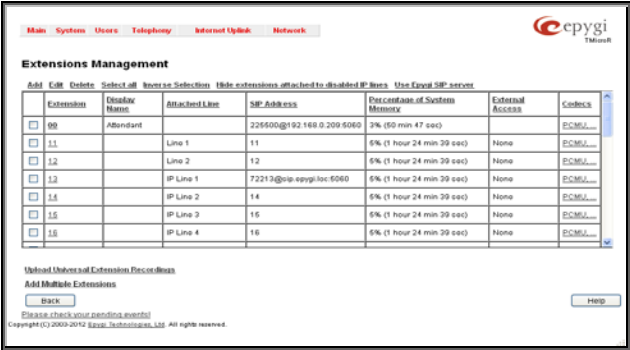 Main System Users Telephony Internet Uplink Network
epygi
Extensions Management
Add Edit Delete Select all Inverse Selection Hide extensions attached to disabled IP lines Use Epygi SIP server
Extension Display Name Attached Line SIP Address Percentage of System Memory External Access Codecs
00 Attendant 225500@192.168.0.209:5060 3% (50 min 47 sec) PCMU,...
11 Line 1 11 5% (1 hour 24 min 39 sec) None PCMU,...
12 Line 2 12 5% (1 hour 24 min 39 sec) None PCMU,...
13 IP Line 1 72213@sip.epygi.loc:5060 5% (1 hour 24 min 39 sec) None PCMU,...
14 IP Line 2 14 5% (1 hour 24 min 39 sec) None PCMU,...
15 IP Line 3 15 5% (1 hour 24 min 39 sec) None PCMU,...
16 IP Line 4 16 5% (1 hour 24 min 39 sec) None PCMU,...
Upload Universal Extension Recordings
Add Multiple Extensions
Back Help
Please check your pending events!
Copyright (C) 2003-2012 Epygi Technologies, Ltd. All rights reserved.